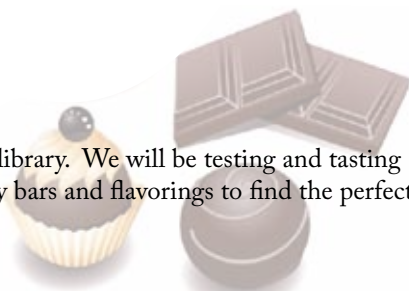 library. We will be testing and tasting
bars and flavorings to find the perfect